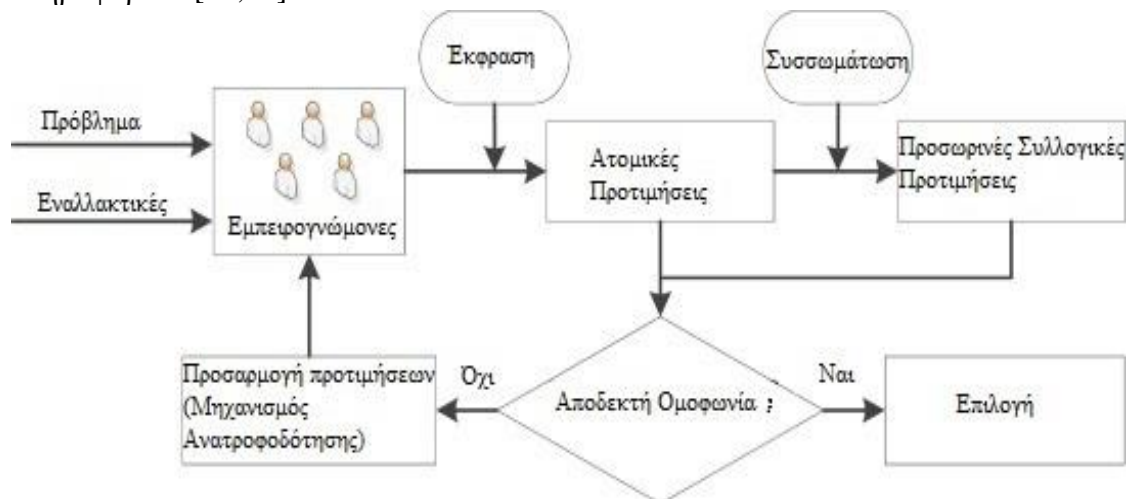 Έκφραση
Συσσωμάτωση
Πρόβλημα
Εναλλακτικές
Εμπειρογνώμονες
Ατομικές
Προτιμήσεις
Προσωρινές Συλλογικές
Προτιμήσεις
Προσαρμογή προτιμήσεων
(Μηχανισμός
Ανατροφοδότησης)
Όχι
Αποδεκτή Ομοφωνία ;
Ναι
Επιλογή